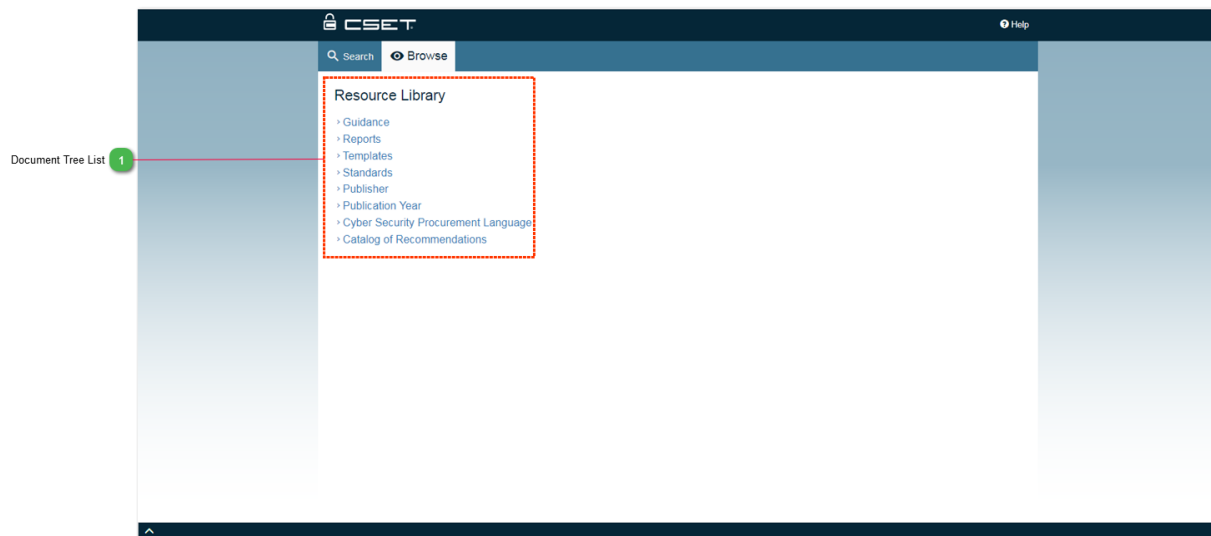 CSET
Help
Search Browse
Resource Library
Guidance
Reports
Document Tree List 1
Templates
Standards
Publisher
Publication Year
Cyber Security Procurement Language
Catalog of Recommendations